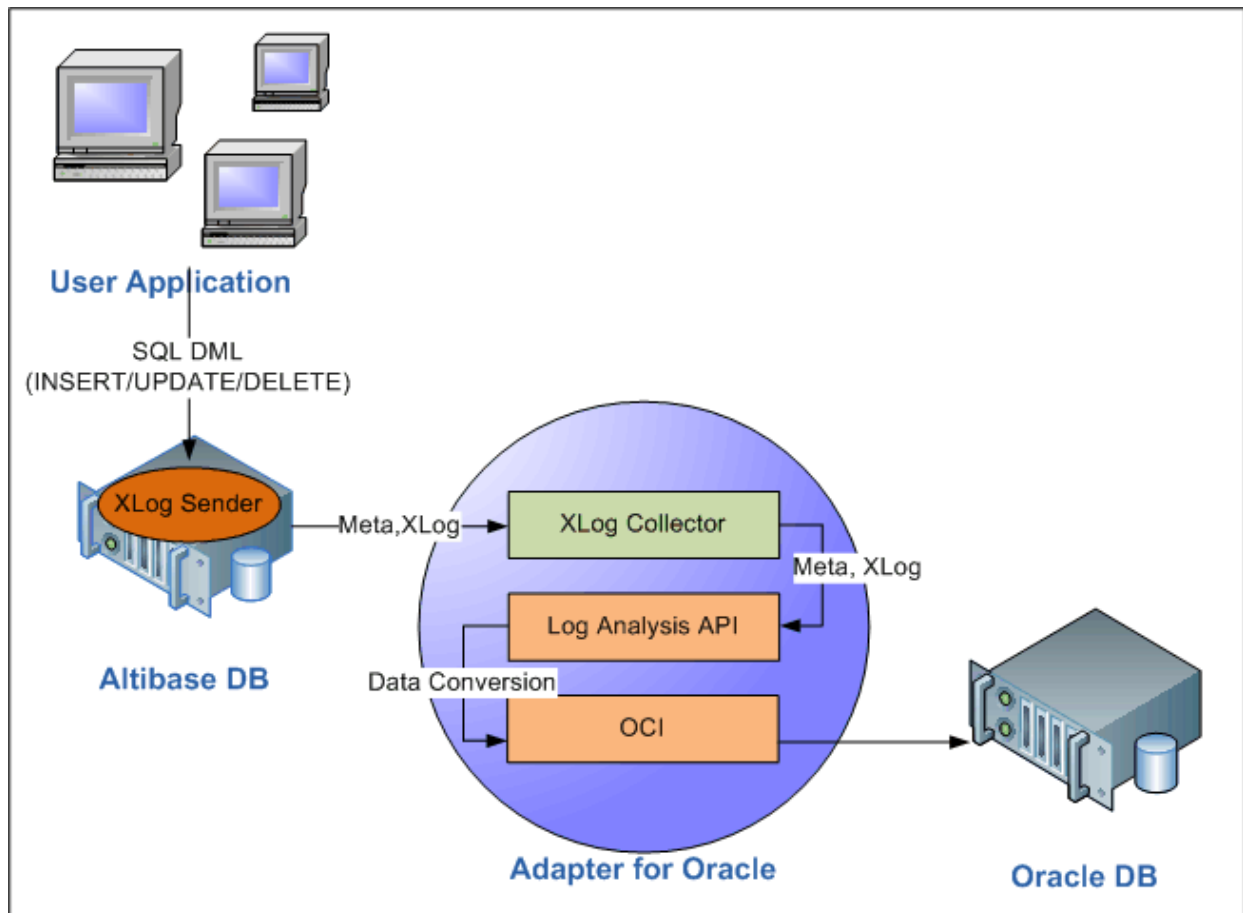 User Application
SQL DML
(INSERT/UPDATE/DELETE)
XLog Sender
Meta,XLog
XLog Collector
Meta, XLog
Log Analysis API
Altibase DB
Data Conversion
OCI
Adapter for Oracle
Oracle DB